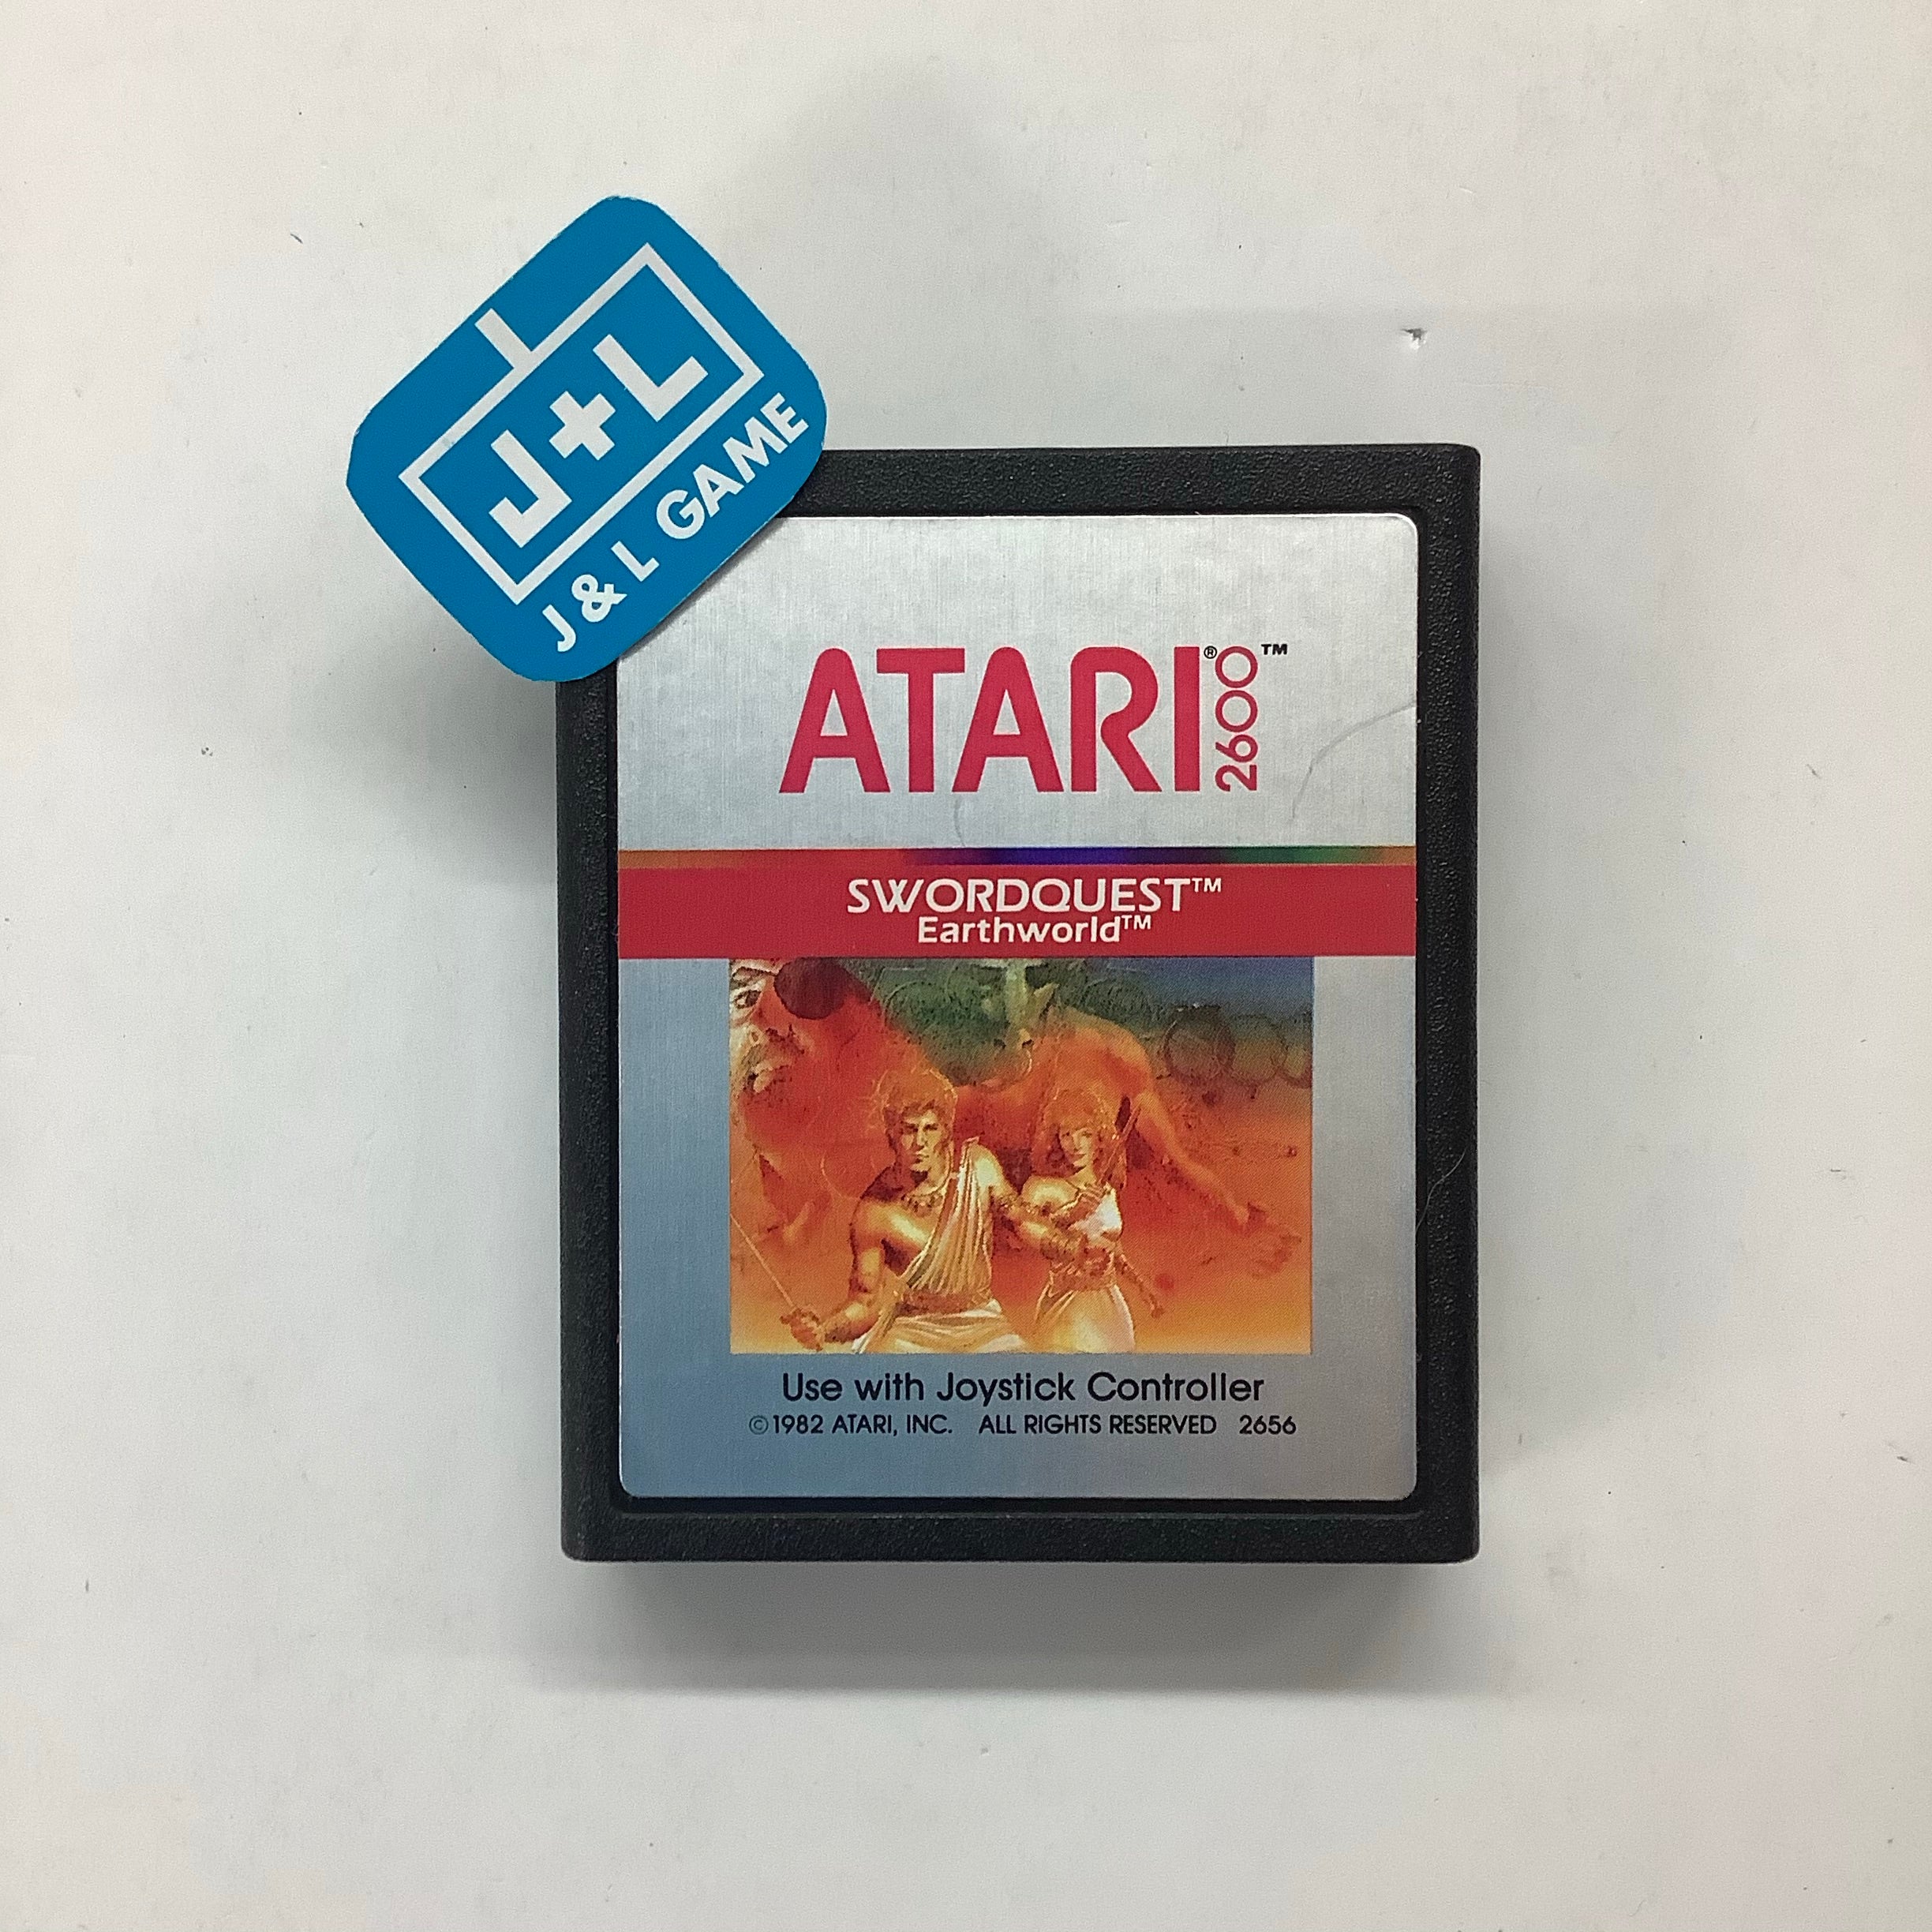 J+L
J & L GAME
ATARI® 2600™
SWORDQUEST™
Earthworld™
Use with Joystick Controller
©1982 ATARI, INC. ALL RIGHTS RESERVED 2656